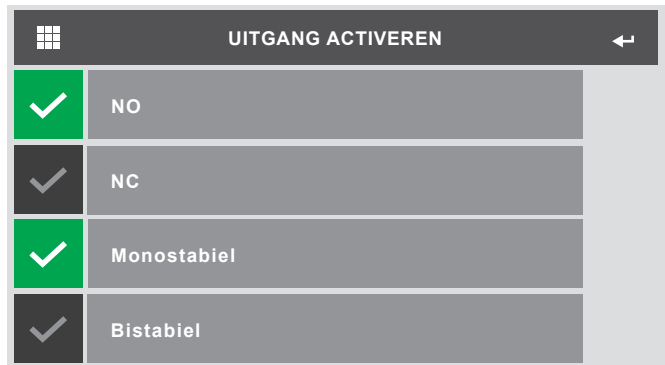 UITGANG ACTIVEREN
NO
NC
Monostabiel
Bistabiel